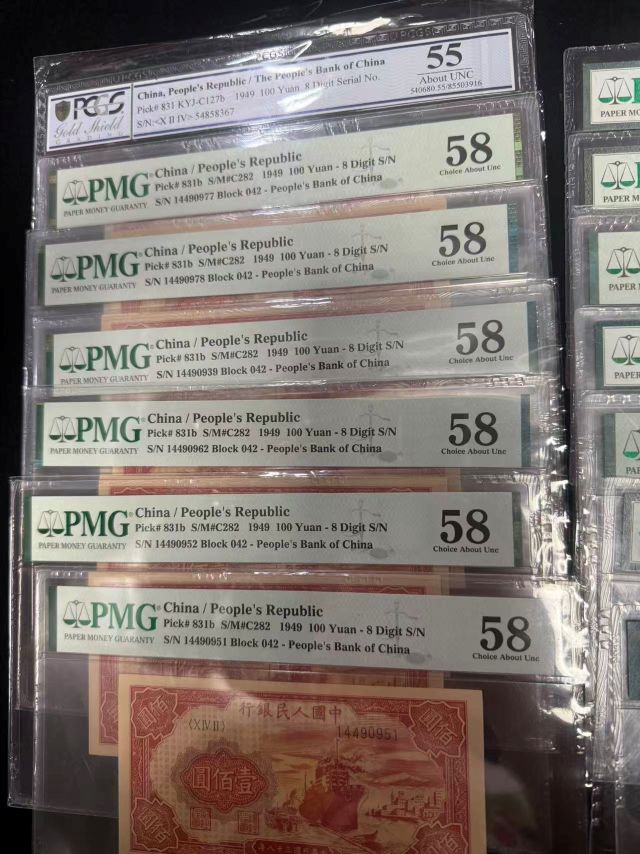 PCGS
PCGS
Gold Shield
China, People's Republic / The People's Bank of China
Pick# 831 KYJ-C127b 1949 100 Yuan 8 Digit Serial No.
S/N:<X II IV> 54858367
55
About UNC
540680.55/85503916
PMG
PAPER MONEY GUARANTY
China / People's Republic
Pick# 831b S/M#C282 1949 100 Yuan - 8 Digit S/N
S/N 14490977 Block 042 - People's Bank of China
58
Choice About Unc
PMG
PAPER MONEY GUARANTY
China / People's Republic
Pick# 831b S/M#C282 1949 100 Yuan - 8 Digit S/N
S/N 14490978 Block 042 - People's Bank of China
58
Choice About Unc
PMG
PAPER MONEY GUARANTY
China / People's Republic
Pick# 831b S/M#C282 1949 100 Yuan - 8 Digit S/N
S/N 14490939 Block 042 - People's Bank of China
58
Choice About Unc
PMG
PAPER MONEY GUARANTY
China / People's Republic
Pick# 831b S/M#C282 1949 100 Yuan - 8 Digit S/N
S/N 14490962 Block 042 - People's Bank of China
58
Choice About Unc
PMG
PAPER MONEY GUARANTY
China / People's Republic
Pick# 831b S/M#C282 1949 100 Yuan - 8 Digit S/N
S/N 14490952 Block 042 - People's Bank of China
58
Choice About Unc
PMG
PAPER MONEY GUARANTY
China / People's Republic
Pick# 831b S/M#C282 1949 100 Yuan - 8 Digit S/N
S/N 14490951 Block 042 - People's Bank of China
58
Choice About Unc
行銀民人國中
〈XIVII〉
14490951
圓佰壹
佰圓
PAPER M
PAPER M
PAPER
PAPER
PAPER